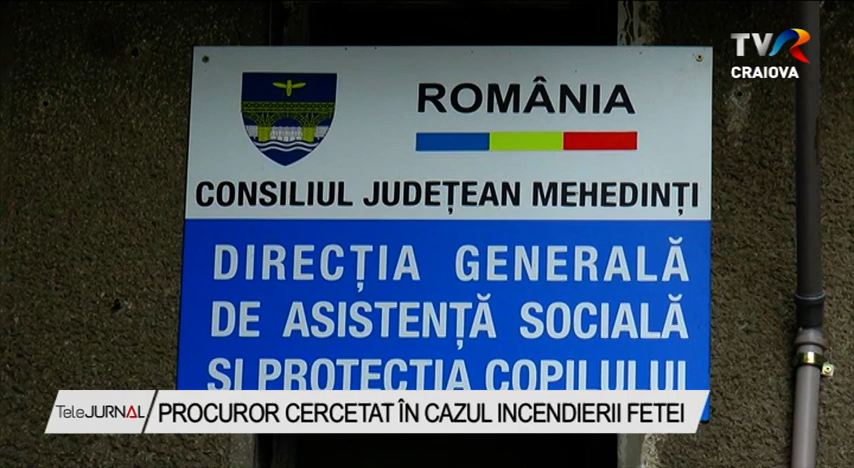 TVR
CRAIOVA
ROMÂNIA
CONSILIUL JUDEȚEAN MEHEDINȚI
DIRECȚIA GENERALĂ
DE ASISTENȚĂ SOCIALĂ
ȘI PROTECȚIA COPILULUI
TeleJURNAL PROCUROR CERCETAT ÎN CAZUL INCENDIERII FETEI